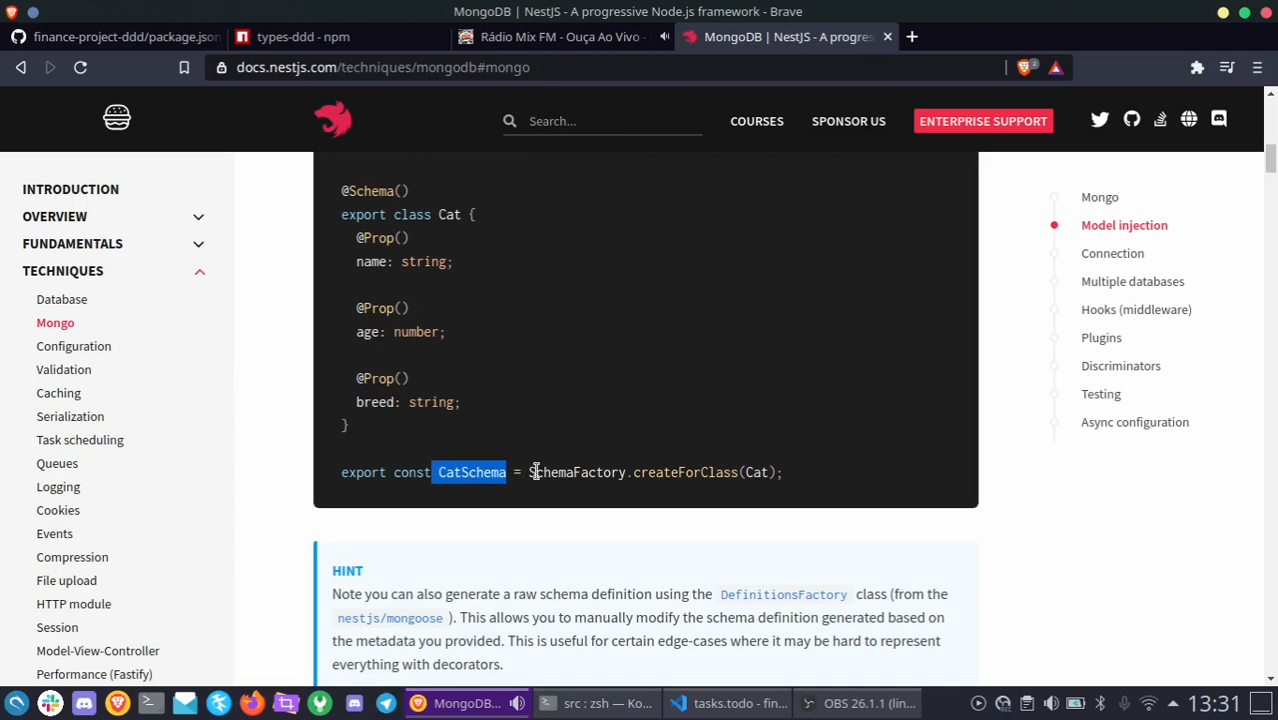 MongoDB | NestJS - A progressive Node.js framework - Brave
finance-project-ddd/package.json
types-ddd - npm
Rádio Mix FM - Ouça Ao Vivo -
MongoDB | NestJS - A progres
docs.nestjs.com/techniques/mongodb#mongo
2
Search...
COURSES
SPONSOR US
ENTERPRISE SUPPORT
INTRODUCTION
OVERVIEW
FUNDAMENTALS
TECHNIQUES
Database
Mongo
Configuration
Validation
Caching
Serialization
Task scheduling
Queues
Logging
Cookies
Events
Compression
File upload
HTTP module
Session
Model-View-Controller
Performance (Fastify)
@Schema()
export class Cat {
@Prop()
name: string;
@Prop()
age: number;
@Prop()
breed: string;
}
export const CatSchema = SchemaFactory.createForClass(Cat);
HINT
Note you can also generate a raw schema definition using the DefinitionsFactory class (from the
nestjs/mongoose ). This allows you to manually modify the schema definition generated based on
the metadata you provided. This is useful for certain edge-cases where it may be hard to represent
everything with decorators.
Mongo
Model injection
Connection
Multiple databases
Hooks (middleware)
Plugins
Discriminators
Testing
Async configuration
MongoDB...
src : zsh — Ko...
tasks.todo - fin...
OBS 26.1.1 (lin...
13:31